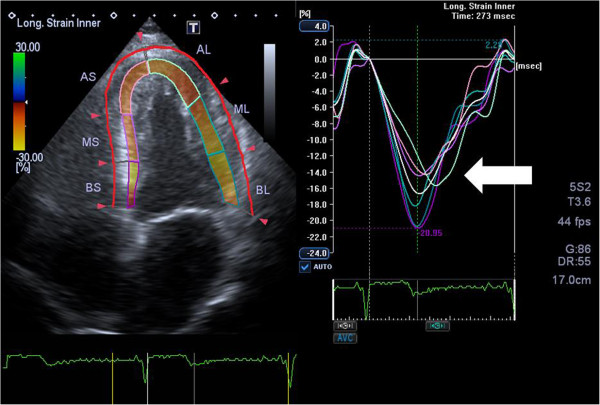 Long. Strain Inner
30.00
-30.00
[%]
T
AL
AS
ML
MS
BS
BL
Long. Strain Inner
Time: 273 msec
[%]
4.0
2.0
0.0
-2.0
-4.0
-6.0
-8.0
-10.0
-12.0
-14.0
-16.0
-18.0
-20.0
-22.0
-24.0
AUTO
[msec]
-20.95
AVC
5S2
T3.6
44 fps
G:86
DR:55
17.0cm